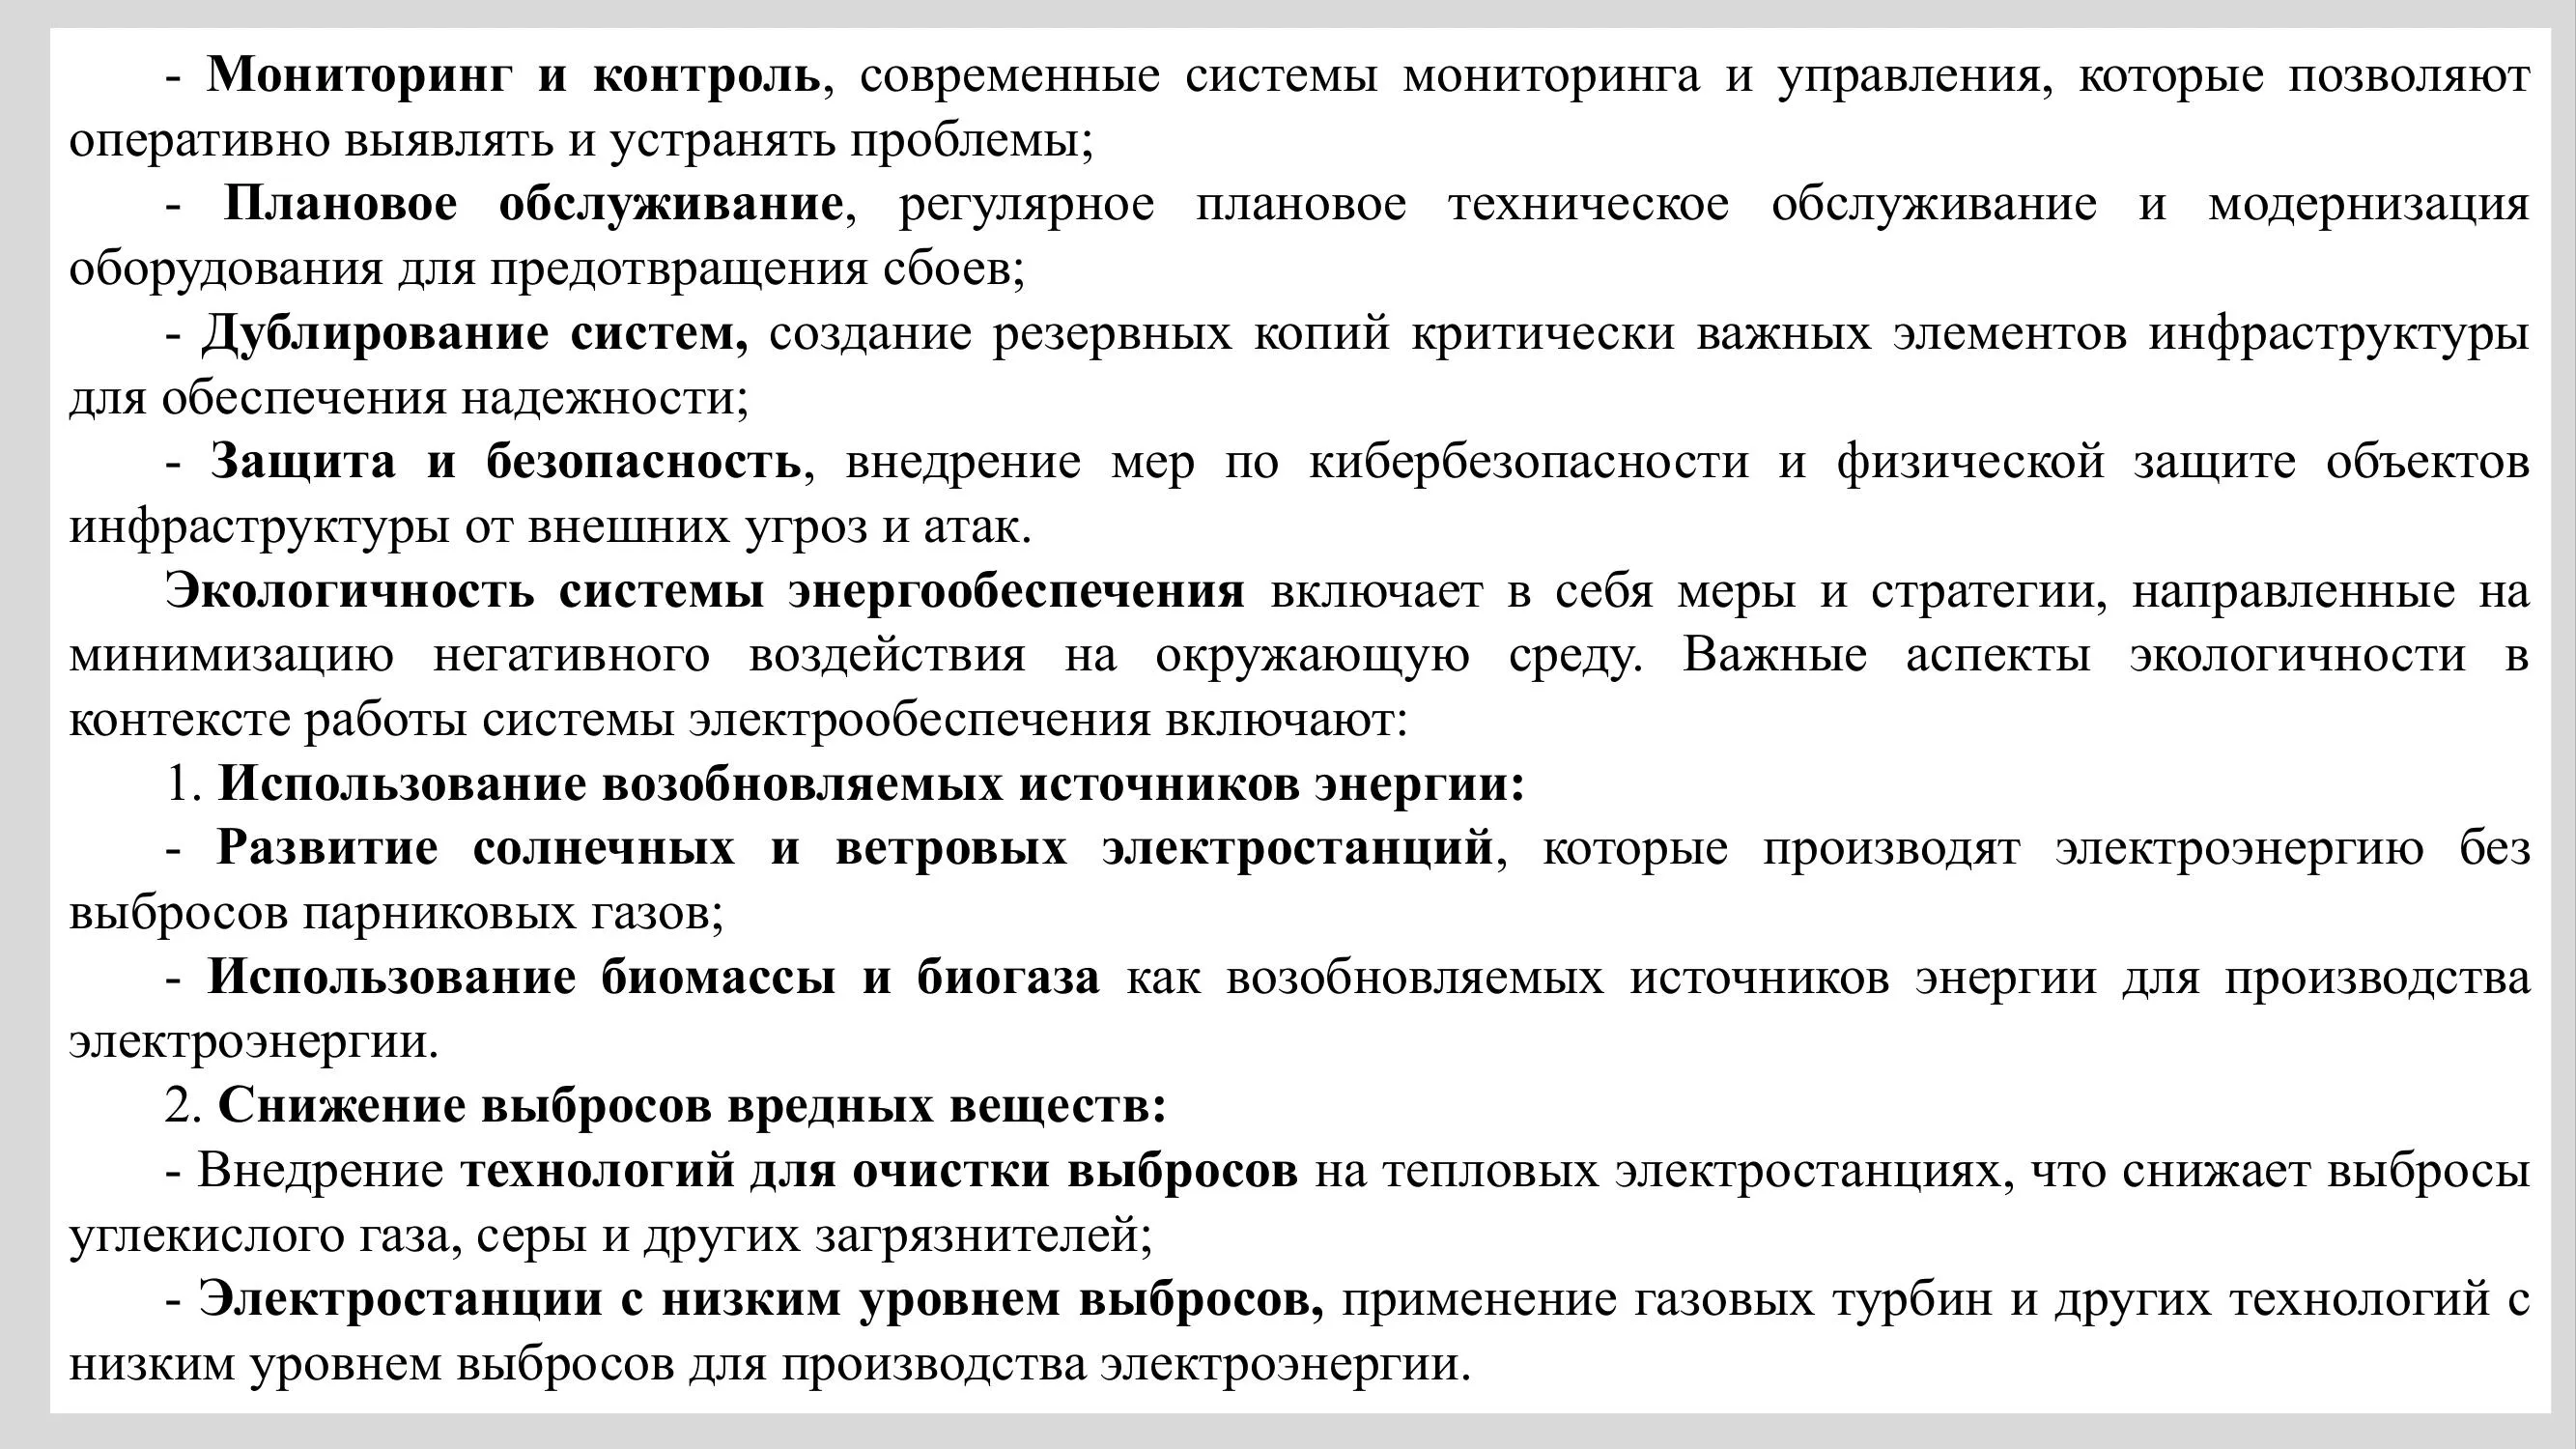 - Мониторинг и контроль, современные системы мониторинга и управления, которые позволяют
оперативно выявлять и устранять проблемы;
- Плановое обслуживание, регулярное плановое техническое обслуживание и модернизация
оборудования для предотвращения сбоев;
- Дублирование систем, создание резервных копий критически важных элементов инфраструктуры
для обеспечения надежности;
- Защита и безопасность, внедрение мер по кибербезопасности и физической защите объектов
инфраструктуры от внешних угроз и атак.
Экологичность системы энергообеспечения включает в себя меры и стратегии, направленные на
минимизацию негативного воздействия на окружающую среду. Важные аспекты экологичности в
контексте работы системы электрообеспечения включают:
1. Использование возобновляемых источников энергии:
- Развитие солнечных и ветровых электростанций, которые производят электроэнергию без
выбросов парниковых газов;
- Использование биомассы и биогаза как возобновляемых источников энергии для производства
электроэнергии.
2. Снижение выбросов вредных веществ:
- Внедрение технологий для очистки выбросов на тепловых электростанциях, что снижает выбросы
углекислого газа, серы и других загрязнителей;
- Электростанции с низким уровнем выбросов, применение газовых турбин и других технологий с
низким уровнем выбросов для производства электроэнергии.